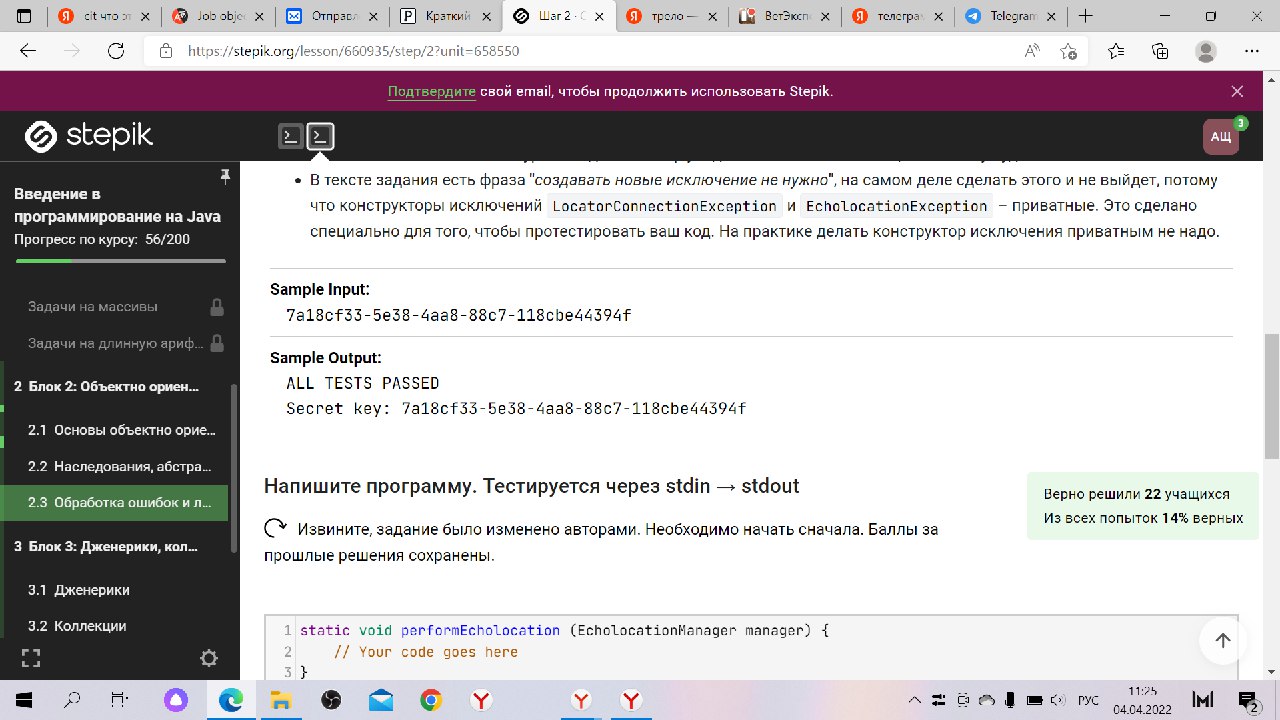 cit что эт
Job obje
Отправ
Краткий
Шаг 2 - С
тролò —
ВетЭксп
телеграм
Telegram
https://stepik.org/lesson/660935/step/2?unit=658550
Подтвердите свой email, чтобы продолжить использовать Stepik.
stepik
АЩ
3
Введение в
программирование на Java
Прогресс по курсу: 56/200
Задачи на массивы
Задачи на длинную ариф...
2 Блок 2: Объектно ориен...
2.1 Основы объектно орие...
2.2 Наследования, абстра...
2.3 Обработка ошибок и л...
3 Блок 3: Дженерики, кол...
3.1 Дженерики
3.2 Коллекции
В тексте задания есть фраза "создавать новые исключение не нужно", на самом деле сделать этого и не выйдет, потому
что конструкторы исключений LocatorConnectionException и EcholocationException – приватные. Это сделано
специально для того, чтобы протестировать ваш код. На практике делать конструктор исключения приватным не надо.
Sample Input:
7a18cf33-5e38-4aa8-88c7-118cbe44394f
Sample Output:
ALL TESTS PASSED
Secret key: 7a18cf33-5e38-4aa8-88c7-118cbe44394f
Напишите программу. Тестируется через stdin → stdout
Верно решили 22 учащихся
Из всех попыток 14% верных
Извините, задание было изменено авторами. Необходимо начать сначала. Баллы за
прошлые решения сохранены.
1 static void performEcholocation (EcholocationManager manager) {
2 // Your code goes here
3 }
РУС
11:25
04.04.2022
2